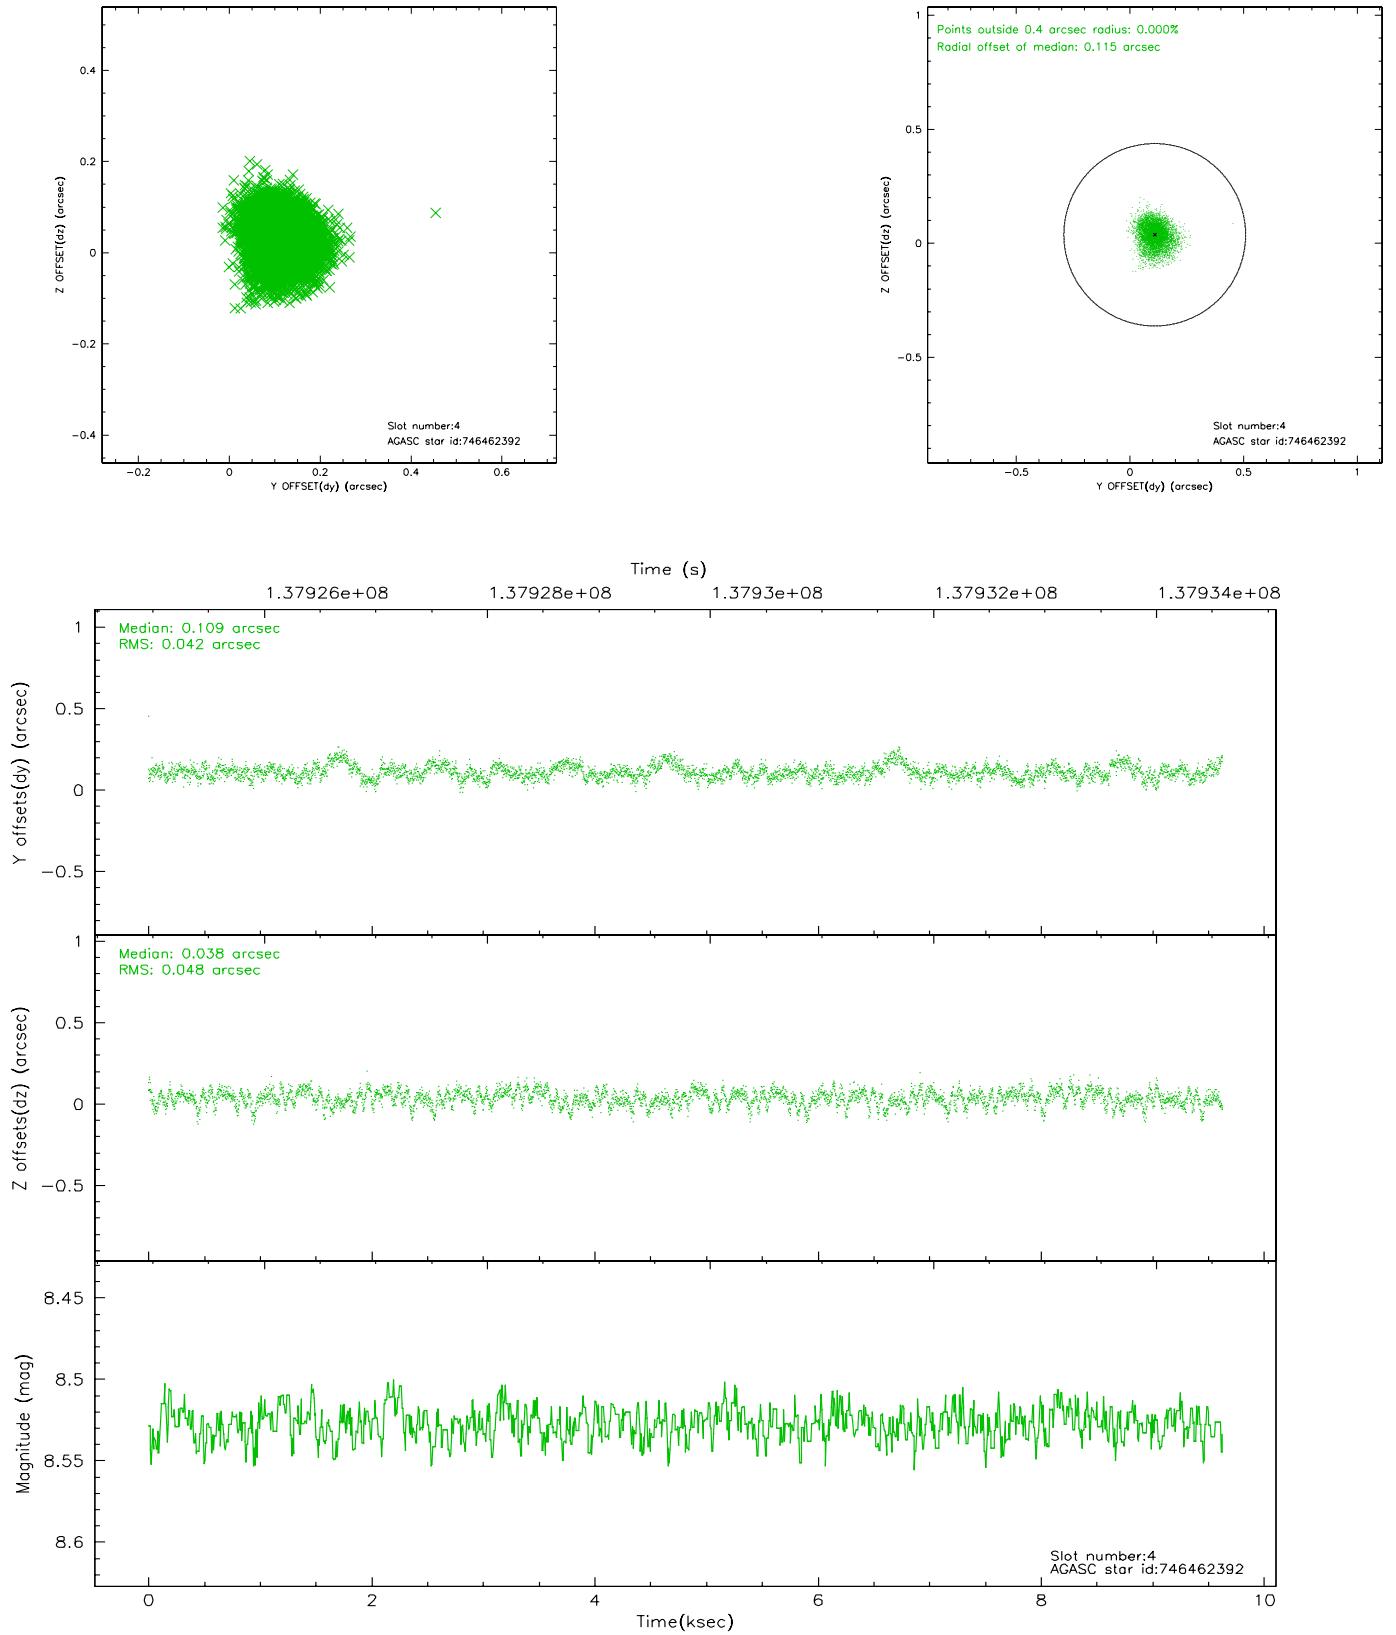 0.4
0.2
0
−0.2
−0.4
−0.2
0
0.2
0.4
0.6
Z OFFSET(dz) (arcsec)
Y OFFSET(dy) (arcsec)
Slot number:4
AGASC star id:746462392
Points outside 0.4 arcsec radius: 0.000%
Radial offset of median: 0.115 arcsec
1
0.5
0
−0.5
−0.5
0
0.5
1
Z OFFSET(dz) (arcsec)
Y OFFSET(dy) (arcsec)
Slot number:4
AGASC star id:746462392
Time (s)
1.37926e+08
1.37928e+08
1.3793e+08
1.37932e+08
1.37934e+08
Median: 0.109 arcsec
RMS: 0.042 arcsec
1
0.5
0
−0.5
Y offsets(dy) (arcsec)
Median: 0.038 arcsec
RMS: 0.048 arcsec
1
0.5
0
−0.5
Z offsets(dz) (arcsec)
8.45
8.5
8.55
8.6
Magnitude (mag)
Slot number:4
AGASC star id:746462392
0
2
4
6
8
10
Time(ksec)